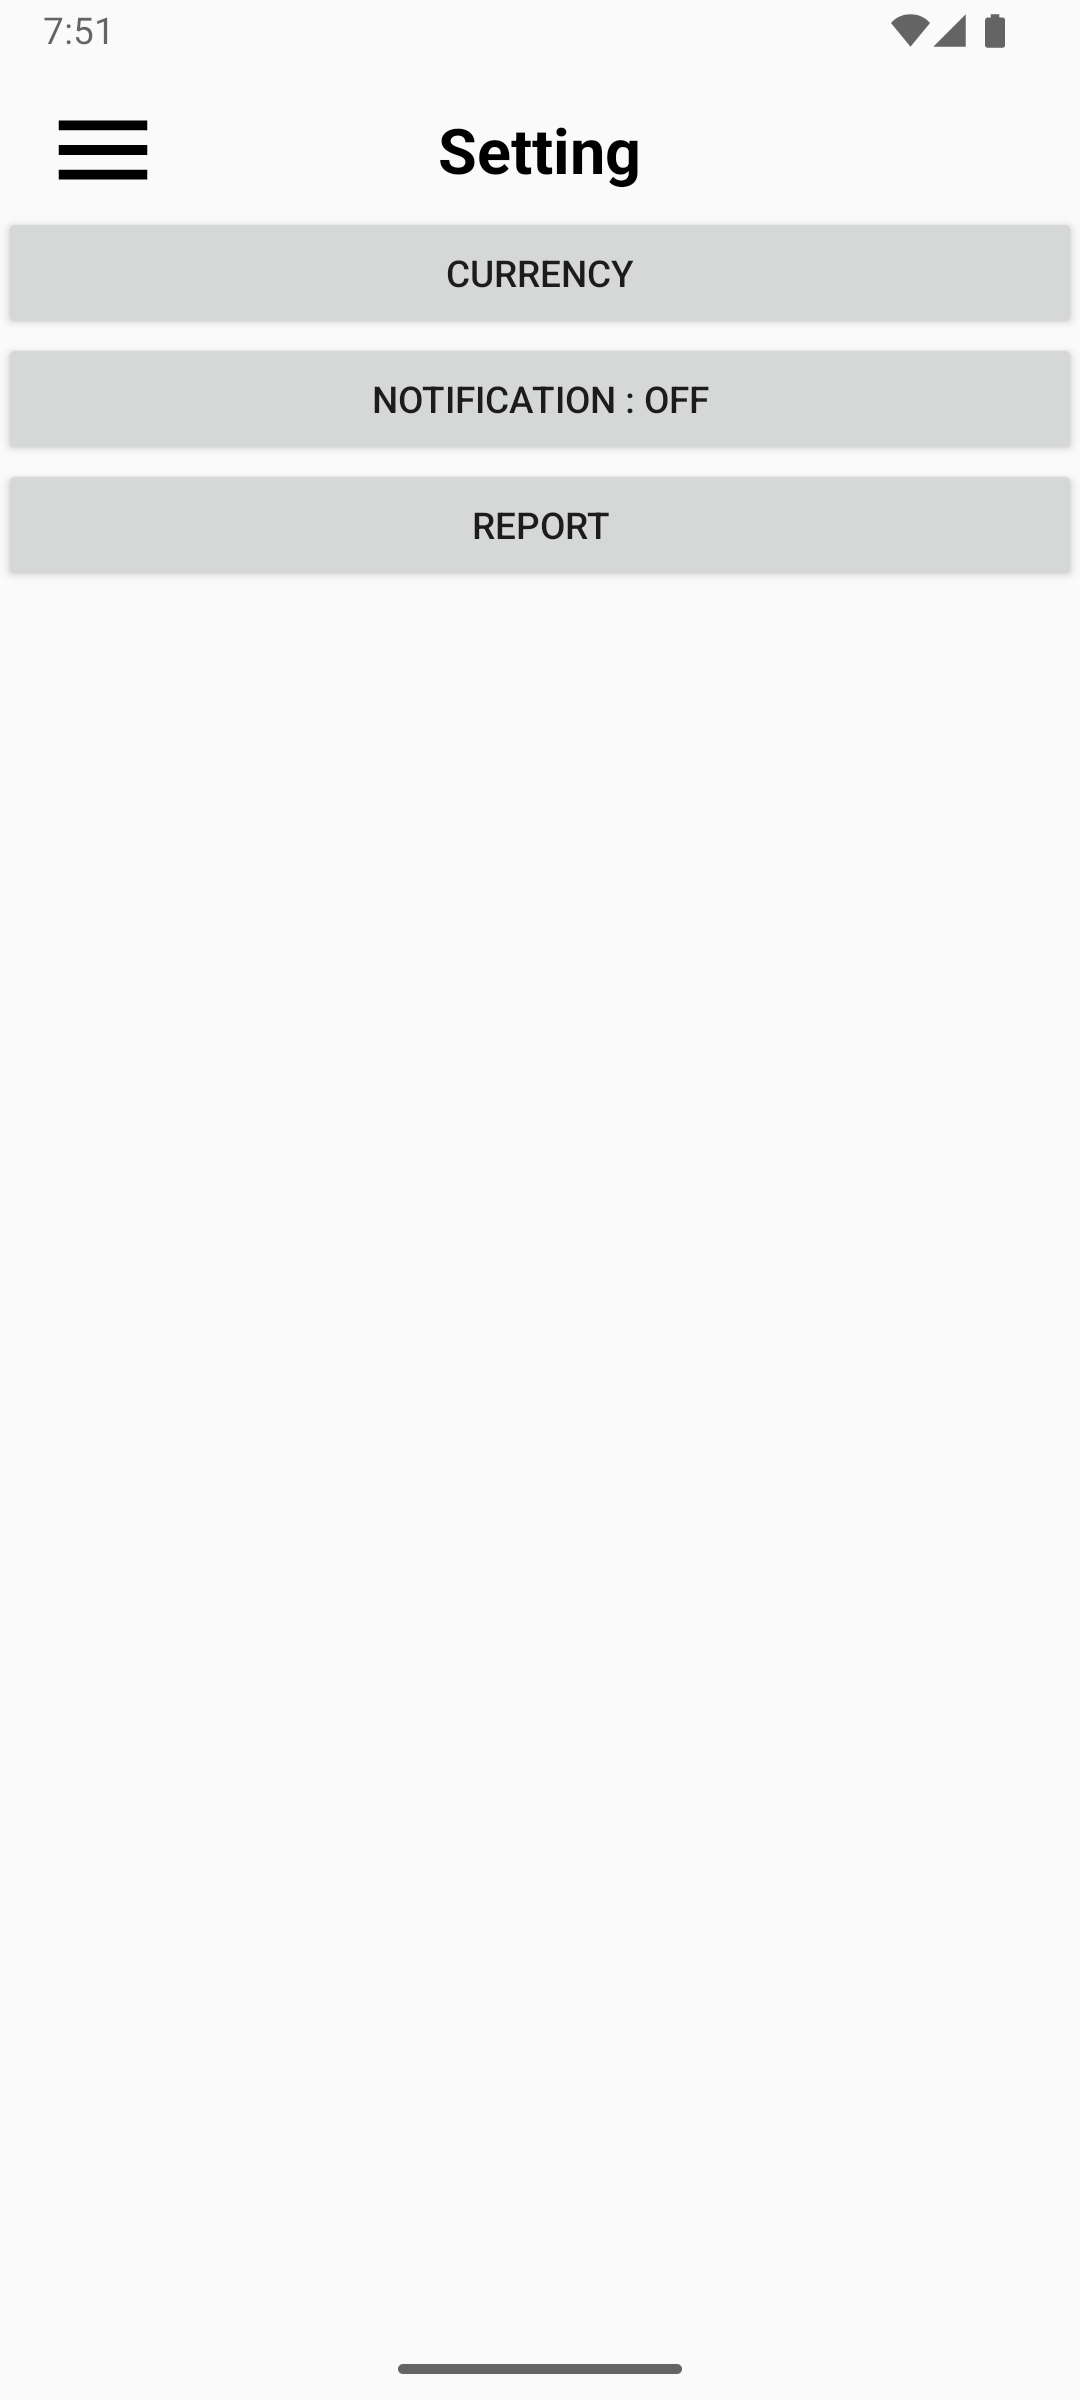 7:51
Setting
CURRENCY
NOTIFICATION : OFF
REPORT